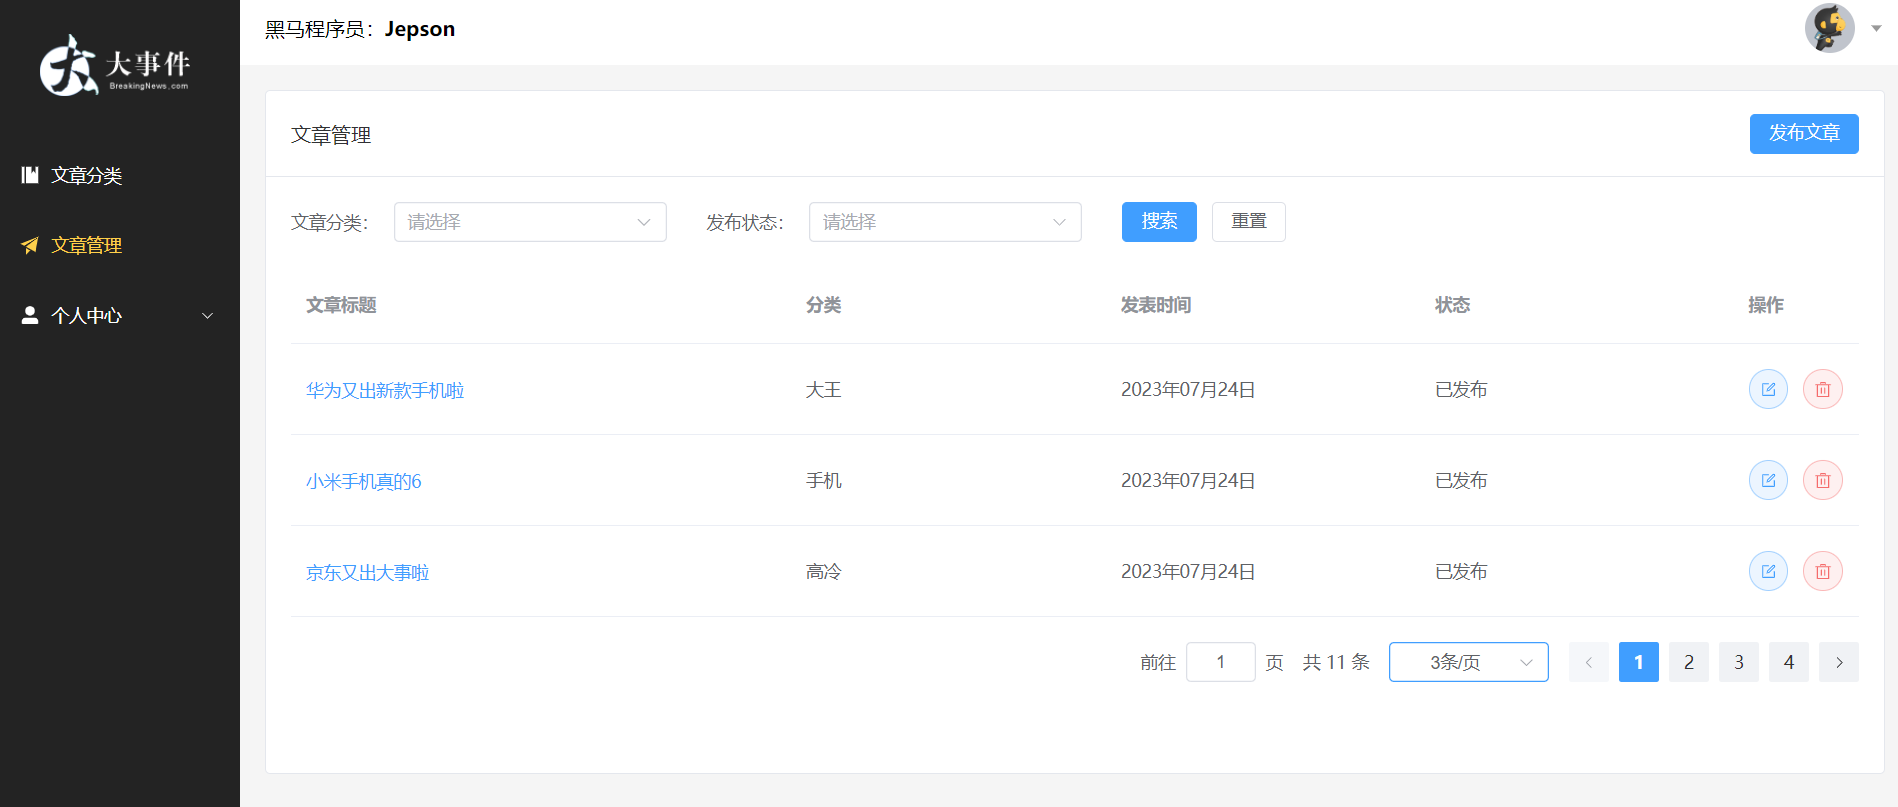 大事件
BreakingNews.com
文章分类
文章管理
个人中心
黑马程序员：Jepson
文章管理
发布文章
文章分类： 请选择 发布状态： 请选择 搜索 重置
文章标题 分类 发表时间 状态 操作
华为又出新款手机啦 大王 2023年07月24日 已发布
小米手机真的6 手机 2023年07月24日 已发布
京东又出大事啦 高冷 2023年07月24日 已发布
前往 1 页 共 11 条 3条/页 1 2 3 4